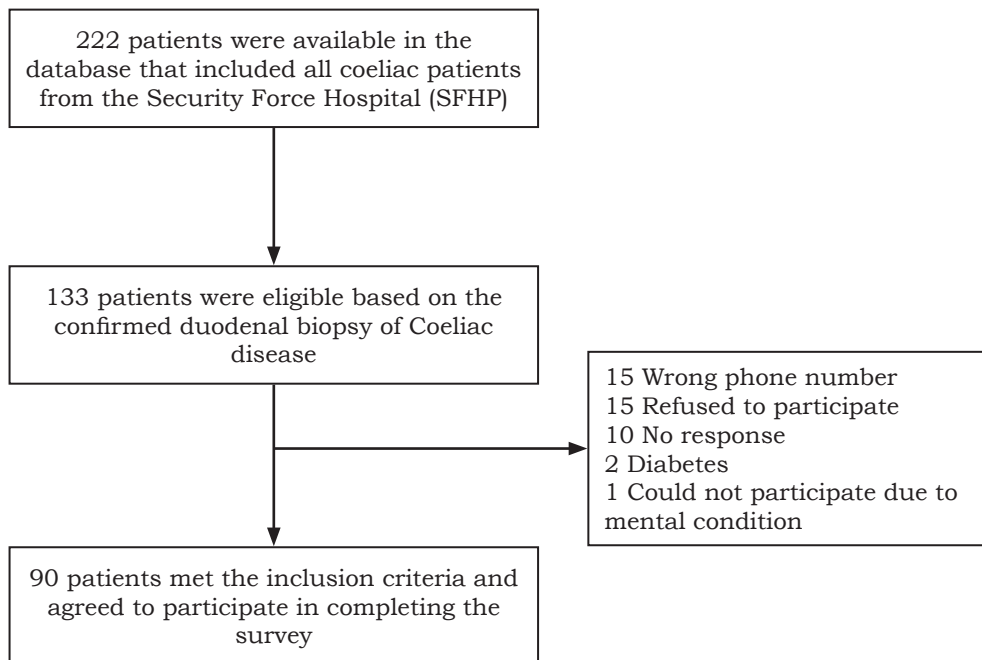 222 patients were available in the
database that included all coeliac patients
from the Security Force Hospital (SFHP)
133 patients were eligible based on the
confirmed duodenal biopsy of Coeliac
disease
15 Wrong phone number
15 Refused to participate
10 No response
2 Diabetes
1 Could not participate due to
mental condition
90 patients met the inclusion criteria and
agreed to participate in completing the
survey